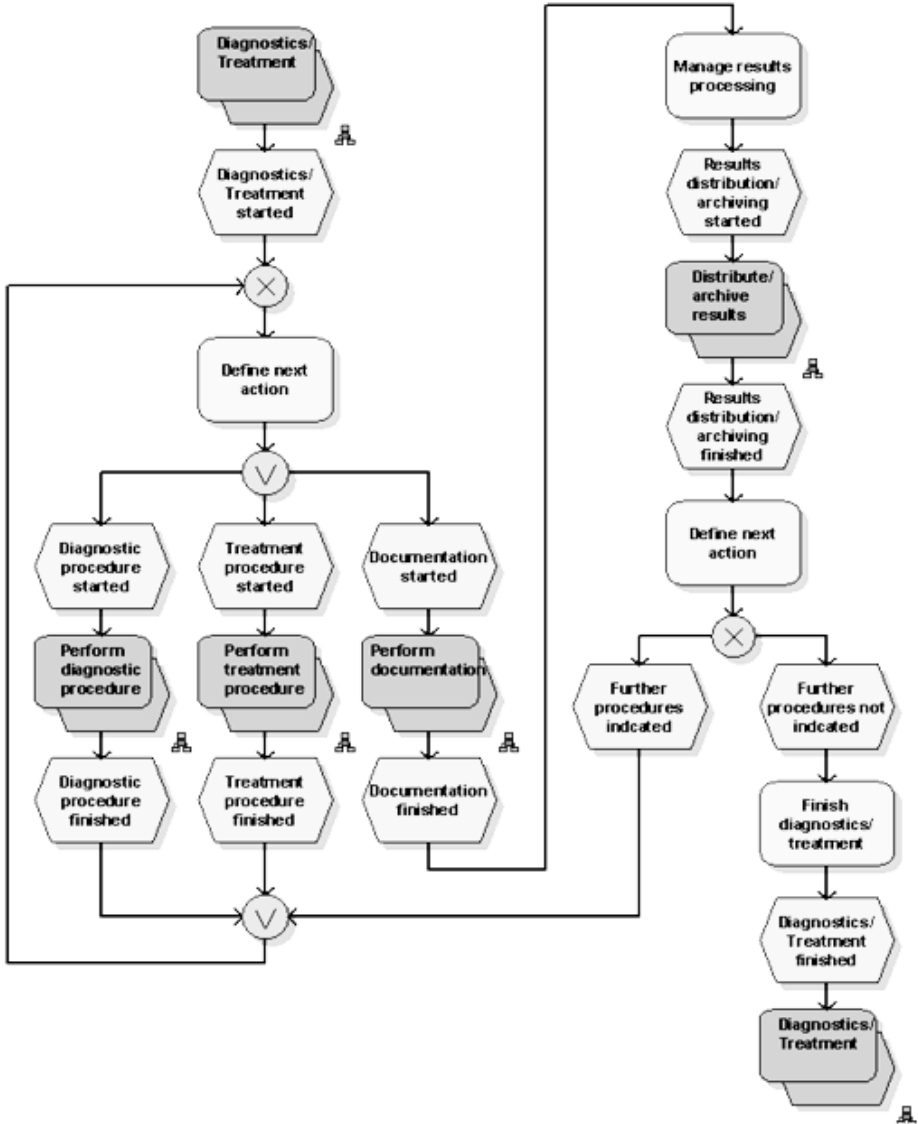 Diagnostics/
Treatment
Diagnostics/
Treatment
started
Define next
action
Diagnostic
procedure
started
Treatment
procedure
started
Documentation
started
Perform
diagnostic
procedure
Perform
treatment
procedure
Perform
documentation
Diagnostic
procedure
finished
Treatment
procedure
finished
Documentation
finished
Manage results
processing
Results
distribution/
archiving
started
Distribute/
archive
results
Results
distribution/
archiving
finished
Define next
action
Further
procedures
indcated
Further
procedures not
indcated
Finish
diagnostics/
treatment
Diagnostics/
Treatment
finished
Diagnostics/
Treatment